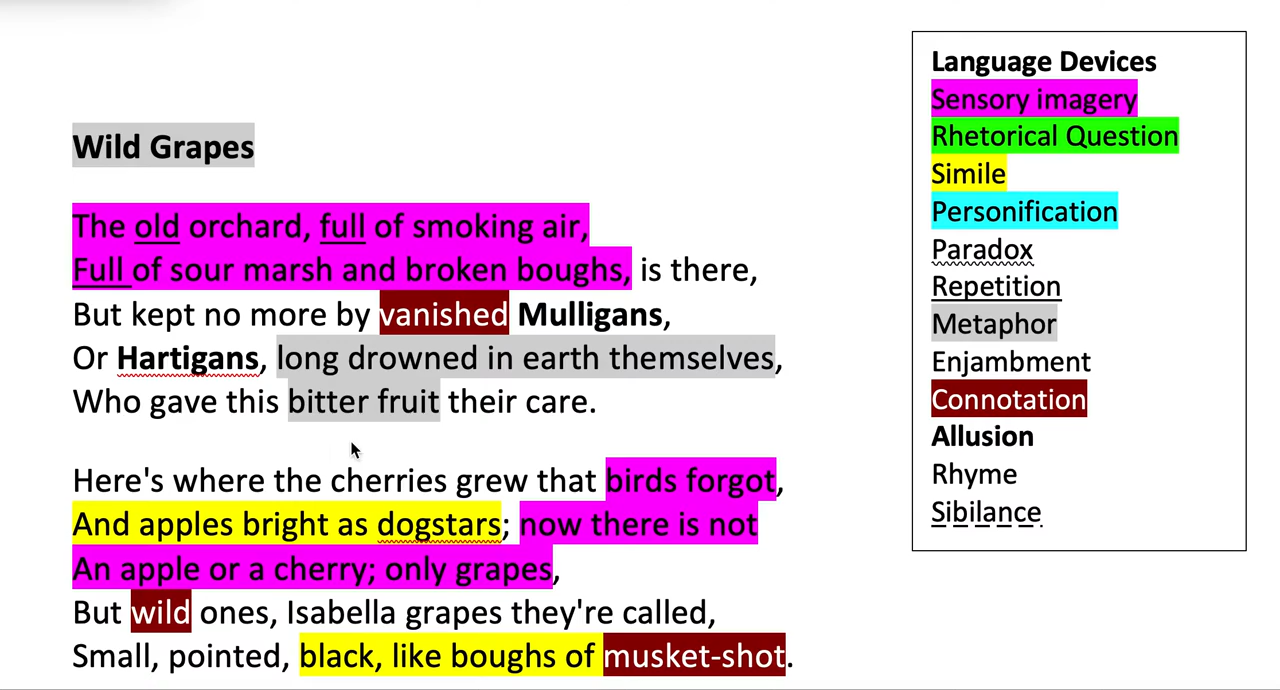 Wild Grapes
The old orchard, full of smoking air,
Full of sour marsh and broken boughs, is there,
But kept no more by vanished Mulligans,
Or Hartigans, long drowned in earth themselves,
Who gave this bitter fruit their care.
Here's where the cherries grew that birds forgot,
And apples bright as dogstars; now there is not
An apple or a cherry; only grapes,
But wild ones, Isabella grapes they're called,
Small, pointed, black, like boughs of musket-shot.
Language Devices
Sensory imagery
Rhetorical Question
Simile
Personification
Paradox
Repetition
Metaphor
Enjambment
Connotation
Allusion
Rhyme
Sibilance